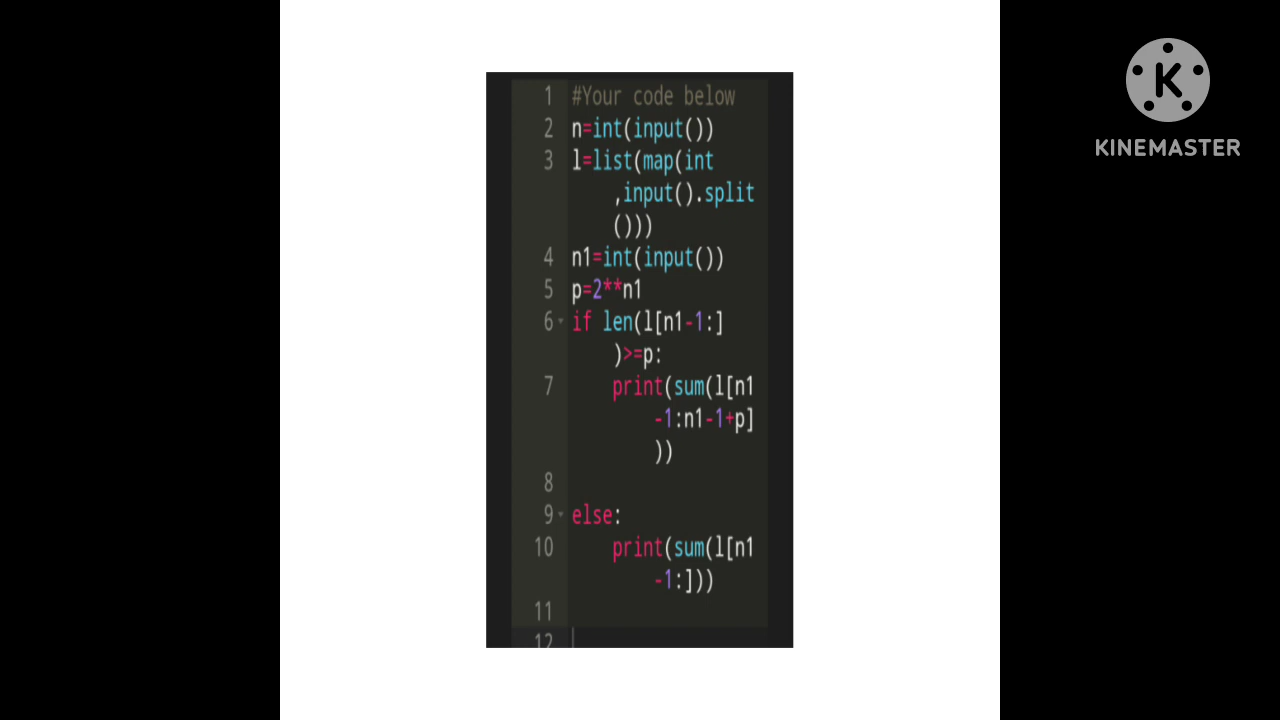 1 #Your code below
2 n=int(input())
3 l=list(map(int
,input().split
()))
4 n1=int(input())
5 p=2**n1
6 if len(l[n1-1:]
)>=p:
7 print(sum(l[n1
-1:n1-1+p]
))
8
9 else:
10 print(sum(l[n1
-1:]))
11
12
K
KINEMASTER